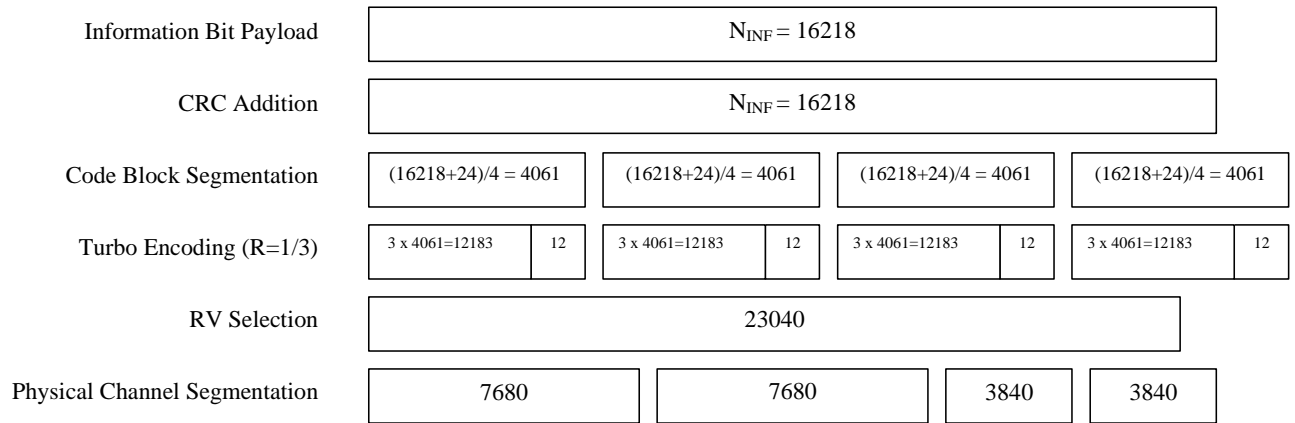 Information Bit Payload N_INF = 16218
CRC Addition N_INF = 16218
Code Block Segmentation (16218+24)/4 = 4061 (16218+24)/4 = 4061 (16218+24)/4 = 4061 (16218+24)/4 = 4061
Turbo Encoding (R=1/3) 3 x 4061=12183 12 3 x 4061=12183 12 3 x 4061=12183 12 3 x 4061=12183 12
RV Selection 23040
Physical Channel Segmentation 7680 7680 3840 3840